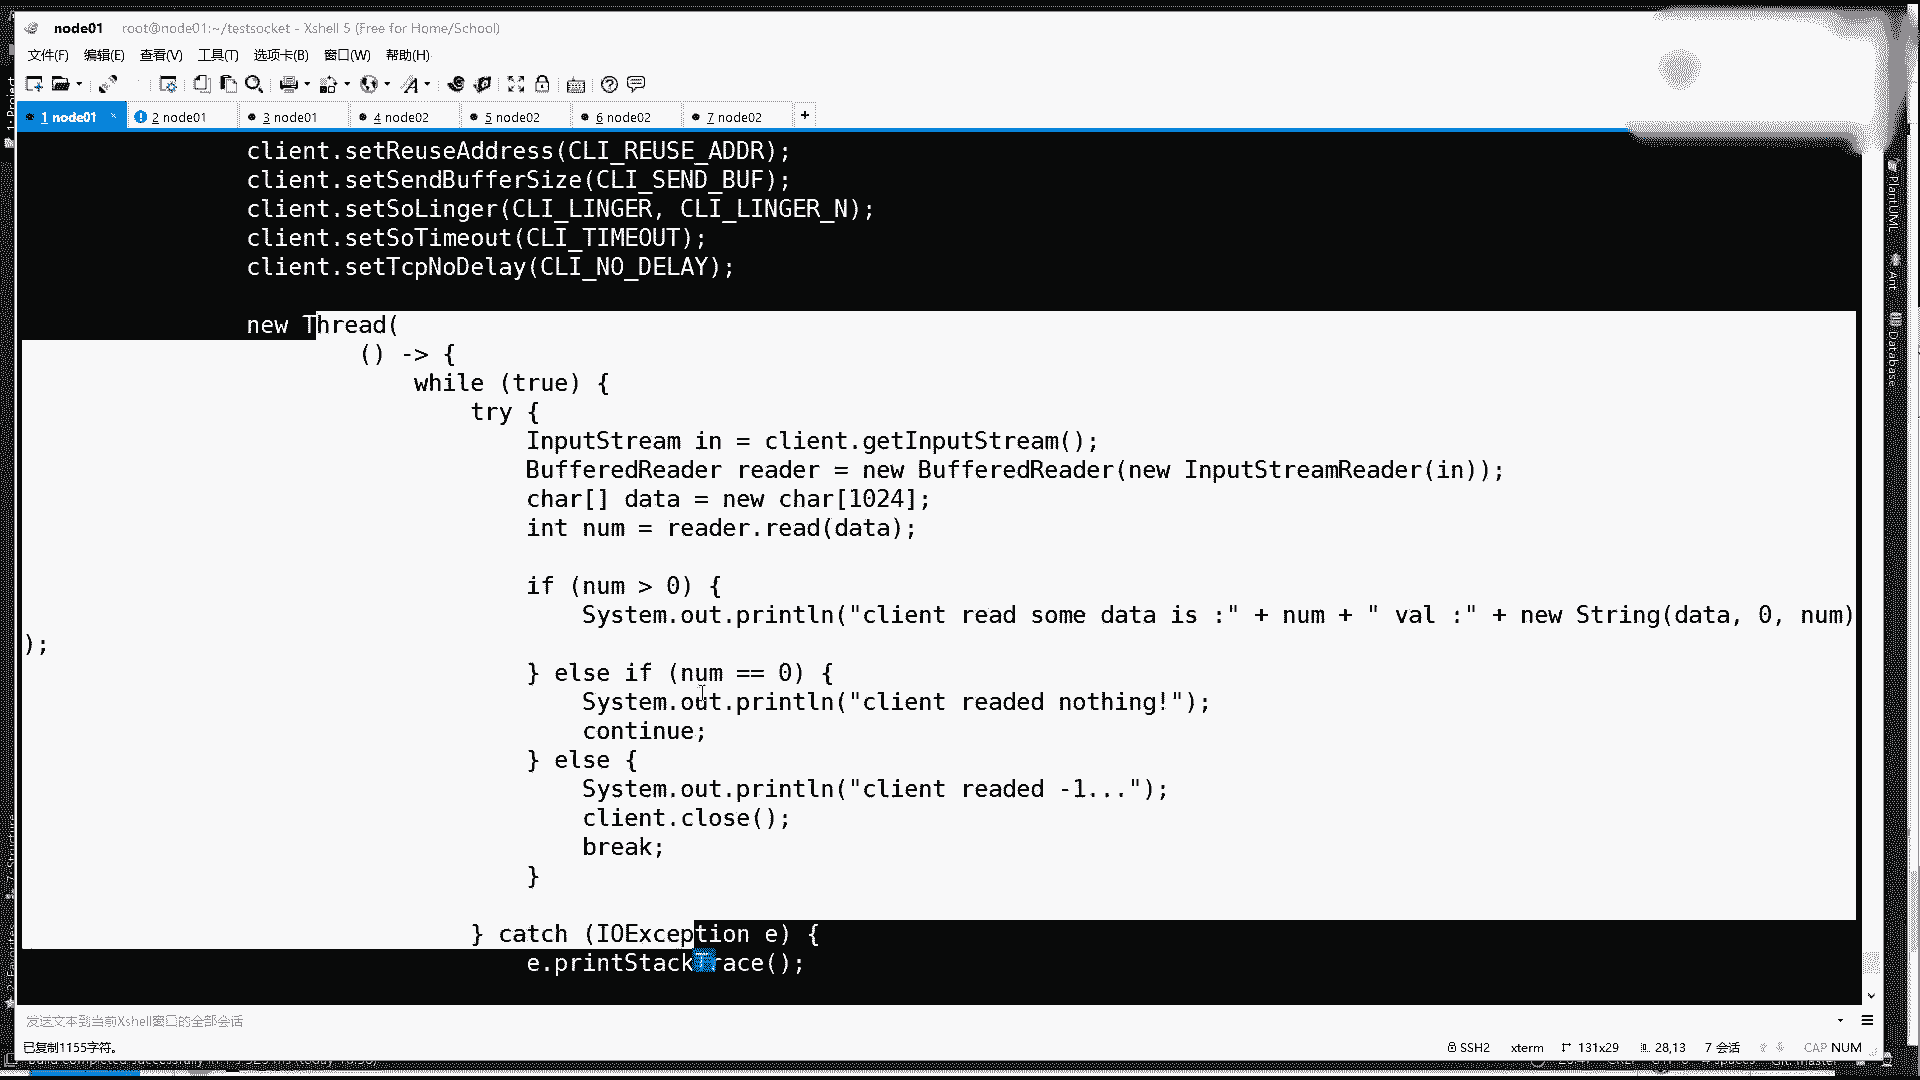 node01 root@node01:~/testsocket - Xshell 5 (Free for Home/School)
文件(F) 编辑(E) 查看(V) 工具(T) 选项卡(B) 窗口(W) 帮助(H)
1 node01 × 2 node01 3 node01 4 node02 5 node02 6 node02 7 node02 +
client.setReuseAddress(CLI_REUSE_ADDR);
client.setSendBufferSize(CLI_SEND_BUF);
client.setSoLinger(CLI_LINGER, CLI_LINGER_N);
client.setSoTimeout(CLI_TIMEOUT);
client.setTcpNoDelay(CLI_NO_DELAY);
new Thread(
() -> {
while (true) {
try {
InputStream in = client.getInputStream();
BufferedReader reader = new BufferedReader(new InputStreamReader(in));
char[] data = new char[1024];
int num = reader.read(data);
if (num > 0) {
System.out.println("client read some data is :" + num + " val :" + new String(data, 0, num)
);
} else if (num == 0) {
System.out.println("client readed nothing!");
continue;
} else {
System.out.println("client readed -1...");
client.close();
break;
}
} catch (IOException e) {
e.printStackTrace();
发送文本到当前Xshell窗口的全部会话
已复制1155字符。 SSH2 xterm 131x29 28,13 7 会话 CAP NUM
PlantUML
Ant
Database